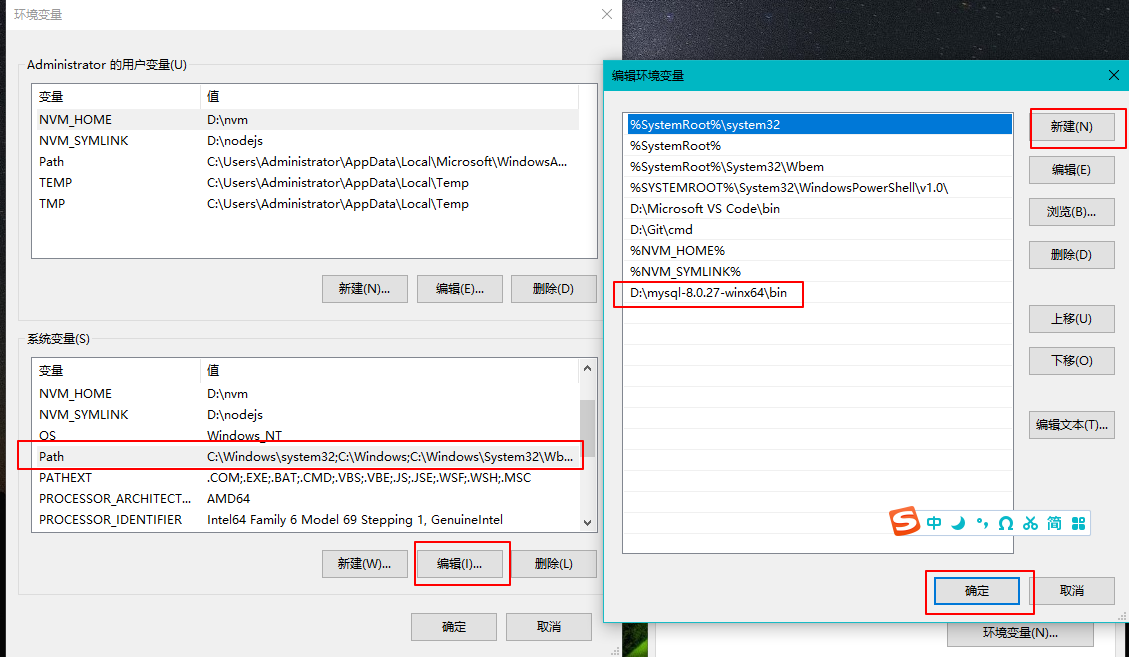 环境变量
Administrator 的用户变量(U)
变量 值
NVM_HOME D:\nvm
NVM_SYMLINK D:\nodejs
Path C:\Users\Administrator\AppData\Local\Microsoft\WindowsA...
TEMP C:\Users\Administrator\AppData\Local\Temp
TMP C:\Users\Administrator\AppData\Local\Temp
新建(N)... 编辑(E)... 删除(D)
系统变量(S)
变量 值
NVM_HOME D:\nvm
NVM_SYMLINK D:\nodejs
OS Windows_NT
Path C:\Windows\system32;C:\Windows;C:\Windows\System32\Wb...
PATHEXT .COM;.EXE;.BAT;.CMD;.VBS;.VBE;.JS;.JSE;.WSF;.WSH;.MSC
PROCESSOR_ARCHITECT... AMD64
PROCESSOR_IDENTIFIER Intel64 Family 6 Model 69 Stepping 1, GenuineIntel
新建(W)... 编辑(I)... 删除(L)
确定 取消
编辑环境变量
%SystemRoot%\system32
%SystemRoot%
%SystemRoot%\System32\Wbem
%SYSTEMROOT%\System32\WindowsPowerShell\v1.0\
D:\Microsoft VS Code\bin
D:\Git\cmd
%NVM_HOME%
%NVM_SYMLINK%
D:\mysql-8.0.27-winx64\bin
新建(N)
编辑(E)
浏览(B)...
删除(D)
上移(U)
下移(O)
编辑文本(T)...
S 中 简
确定 取消
环境变量(N)...